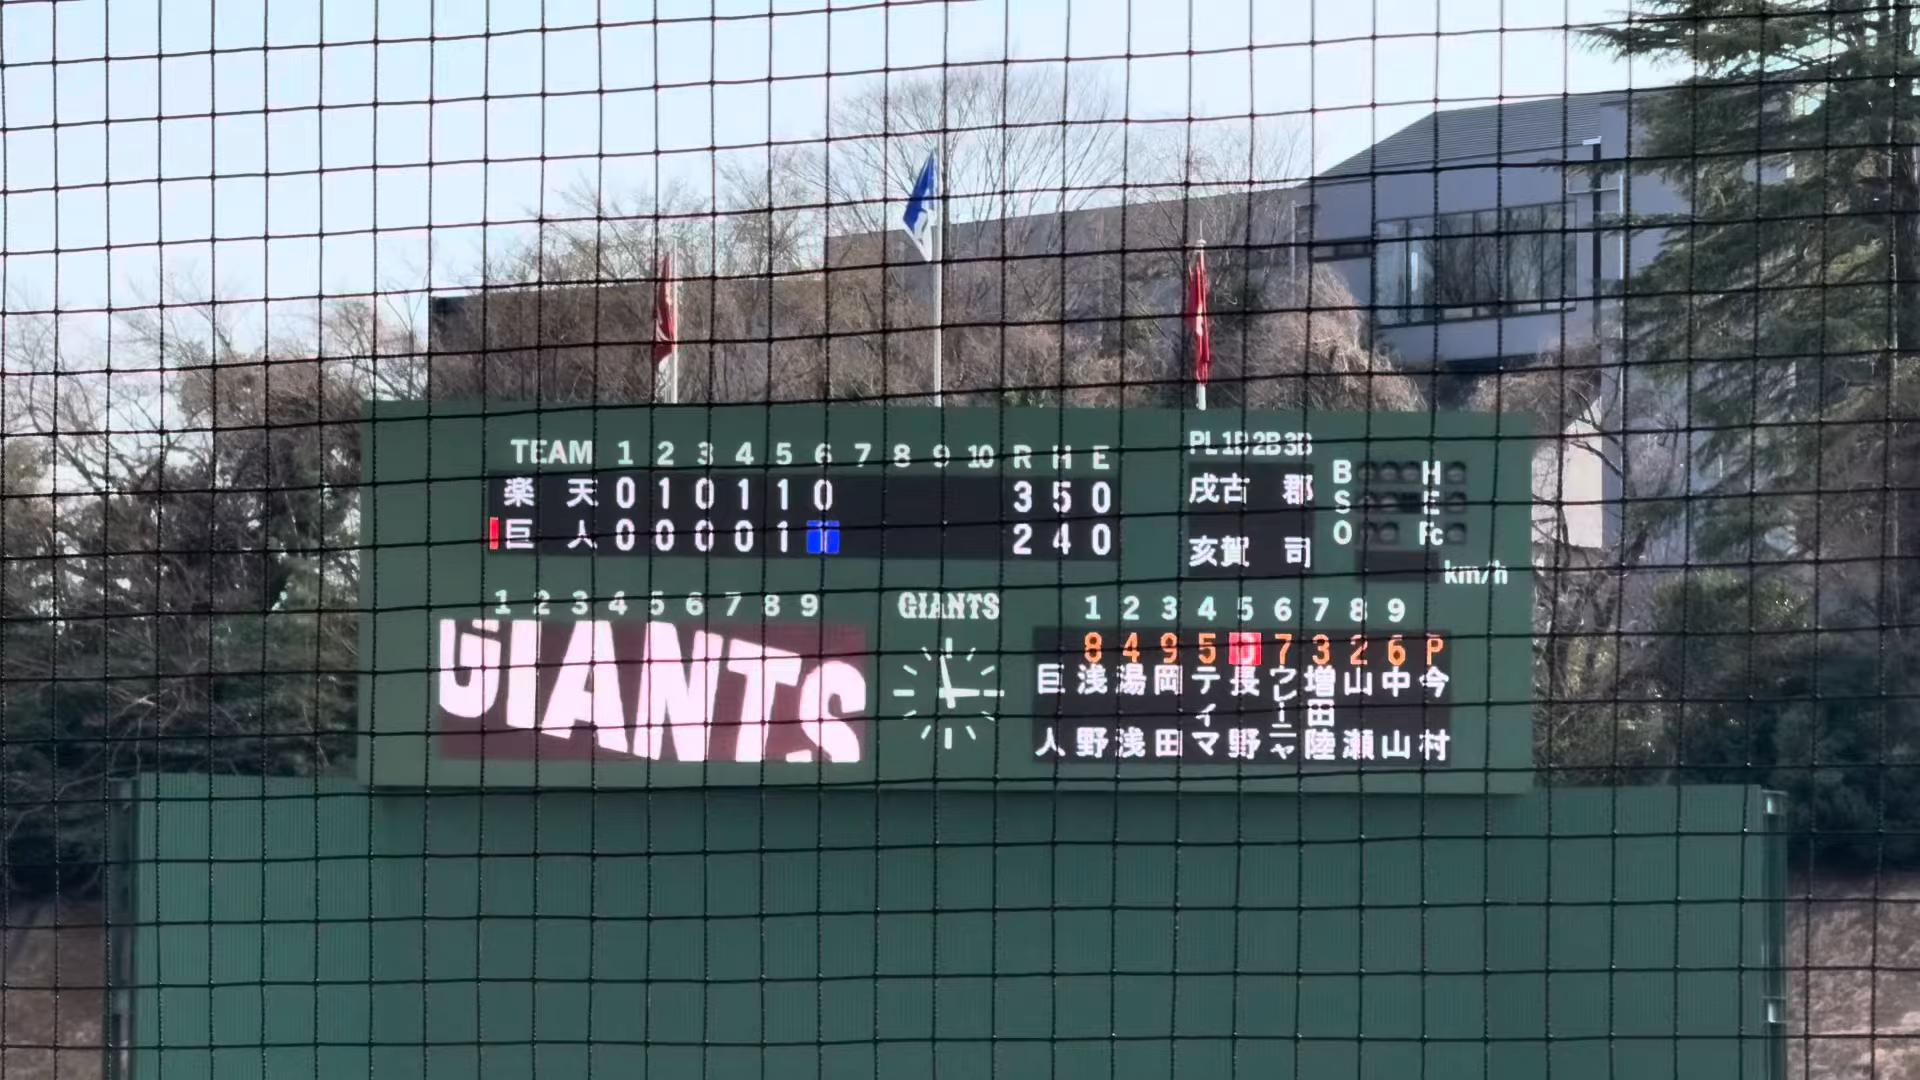 TEAM 1 2 3 4 5 6 7 8 9 10 R H E
楽天 0 1 0 1 1 0 3 5 0
巨人 0 0 0 0 1 1 2 4 0
PL 1B 2B 3B
戌古 郡
亥賀 司
B H
S E
O Fc
km/h
1 2 3 4 5 6 7 8 9
GIANTS
GIANTS
1 2 3 4 5 6 7 8 9
8 4 9 5 7 3 2 6 P
巨人
浅野
湯浅
岡田
ティマ
長野
ウレーニャ
増田陸
山瀬
中山
今村